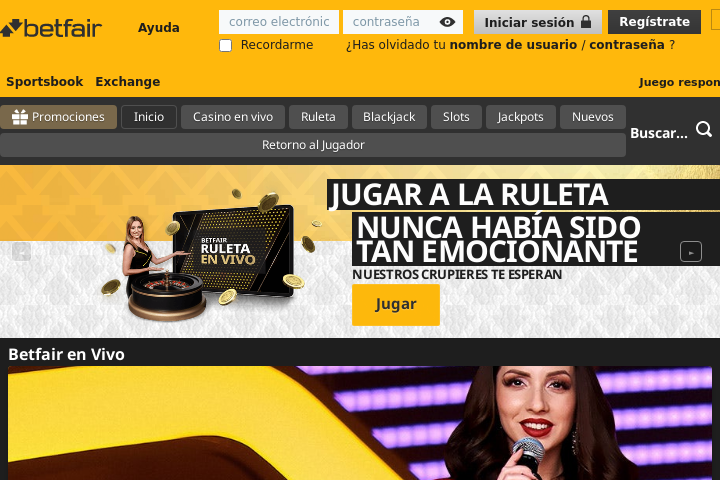 betfair
Ayuda
correo electrónic
contraseña
Iniciar sesión
Regístrate
Recordarme
¿Has olvidado tu nombre de usuario / contraseña ?
Sportsbook
Exchange
Juego respon
Promociones
Inicio
Casino en vivo
Ruleta
Blackjack
Slots
Jackpots
Nuevos
Retorno al Jugador
Buscar...
JUGAR A LA RULETA
NUNCA HABÍA SIDO
TAN EMOCIONANTE
NUESTROS CRUPIERES TE ESPERAN
BETFAIR
RULETA
EN VIVO
Jugar
Betfair en Vivo